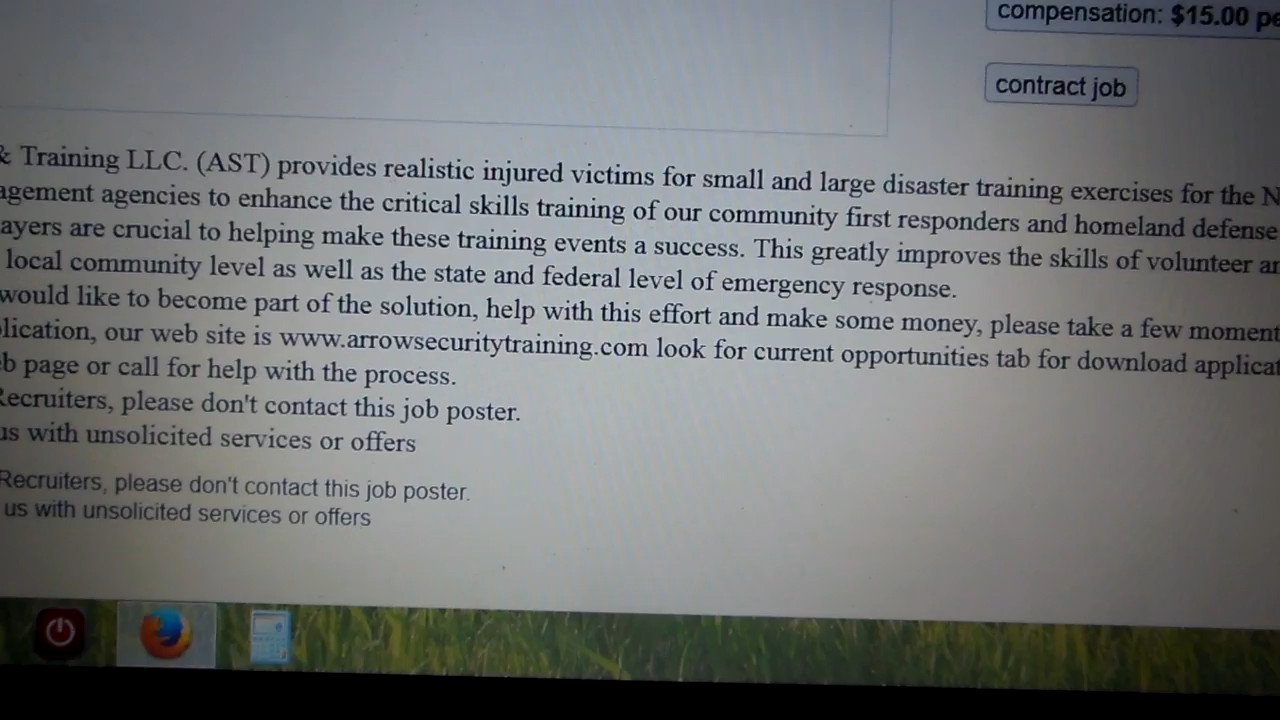 compensation: $15.00 pe
contract job
& Training LLC. (AST) provides realistic injured victims for small and large disaster training exercises for the N
agement agencies to enhance the critical skills training of our community first responders and homeland defense
ayers are crucial to helping make these training events a success. This greatly improves the skills of volunteer an
local community level as well as the state and federal level of emergency response.
would like to become part of the solution, help with this effort and make some money, please take a few moment
lication, our web site is www.arrowsecuritytraining.com look for current opportunities tab for download applicat
b page or call for help with the process.
Recruiters, please don't contact this job poster.
us with unsolicited services or offers
Recruiters, please don't contact this job poster.
us with unsolicited services or offers